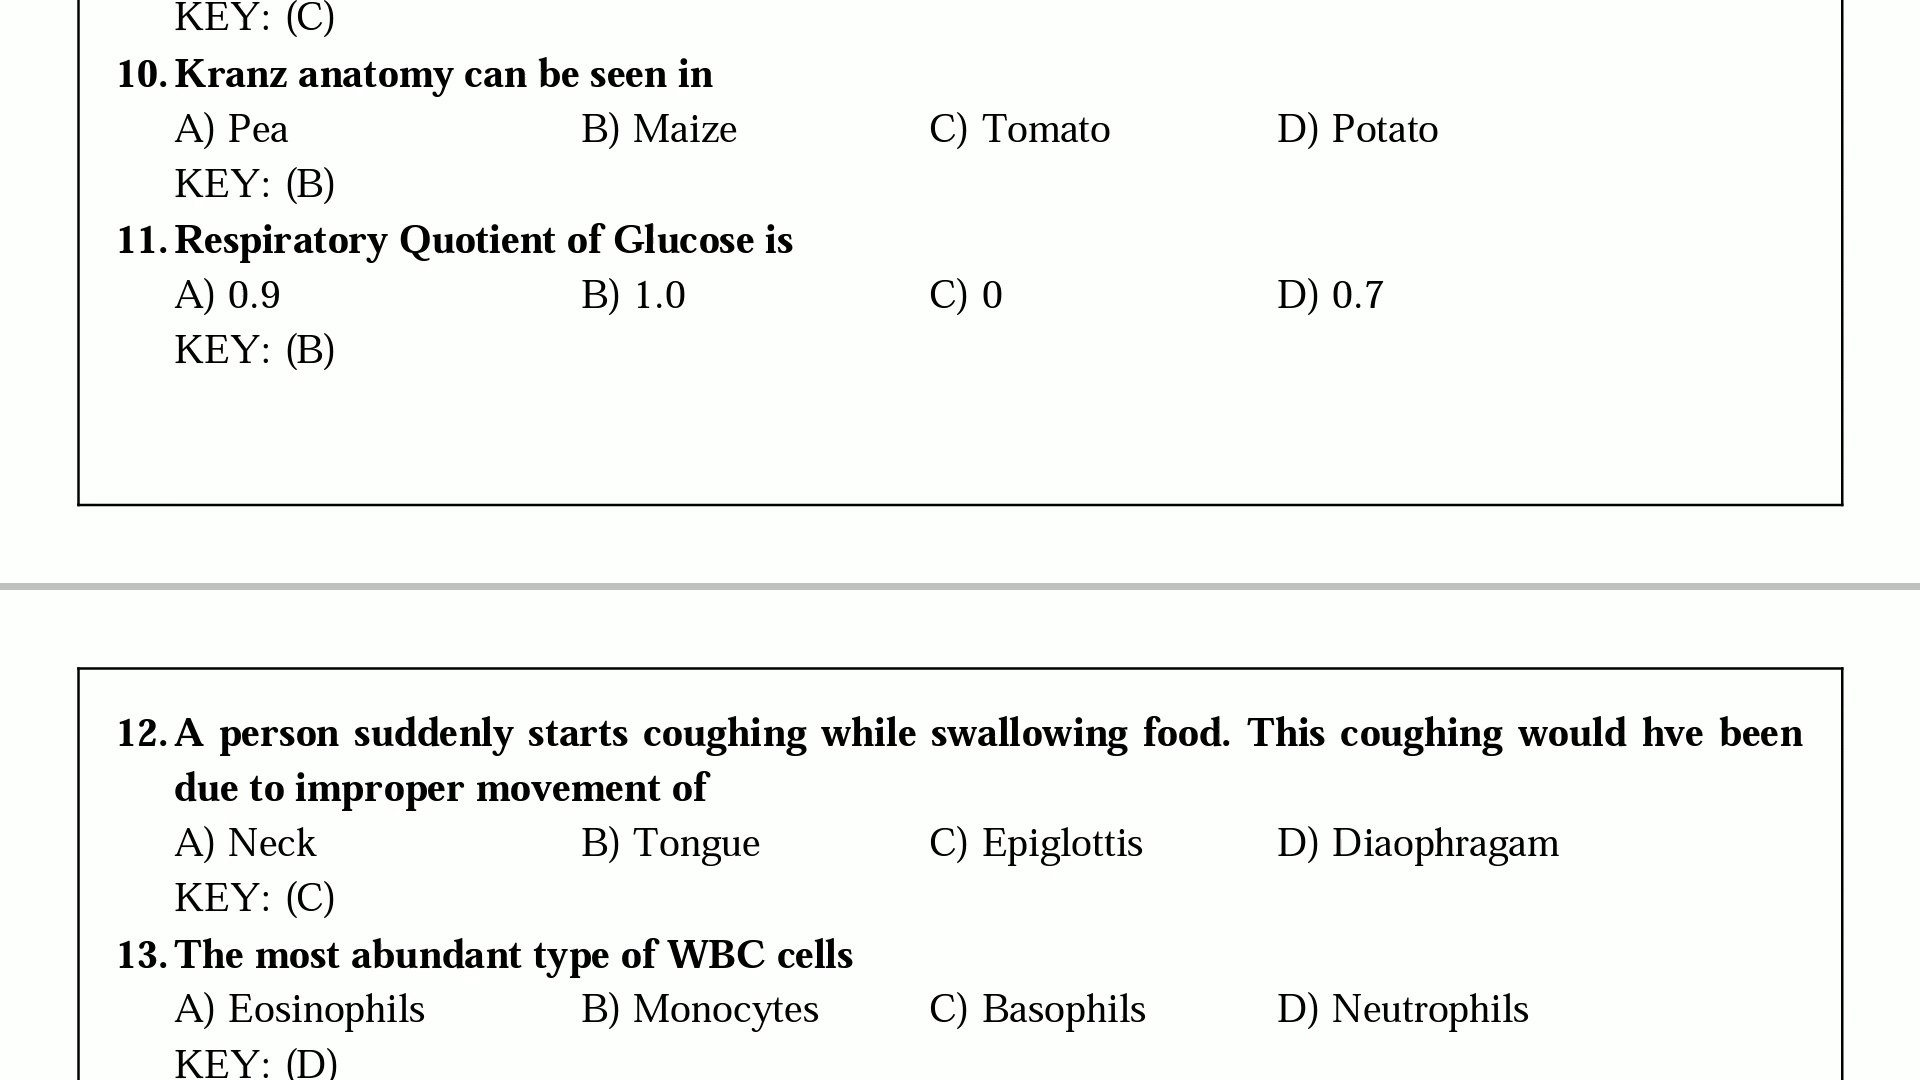 KEY: (C)
10. Kranz anatomy can be seen in
A) Pea B) Maize C) Tomato D) Potato
KEY: (B)
11. Respiratory Quotient of Glucose is
A) 0.9 B) 1.0 C) 0 D) 0.7
KEY: (B)
12. A person suddenly starts coughing while swallowing food. This coughing would hve been
due to improper movement of
A) Neck B) Tongue C) Epiglottis D) Diaophragam
KEY: (C)
13. The most abundant type of WBC cells
A) Eosinophils B) Monocytes C) Basophils D) Neutrophils
KEY: (D)